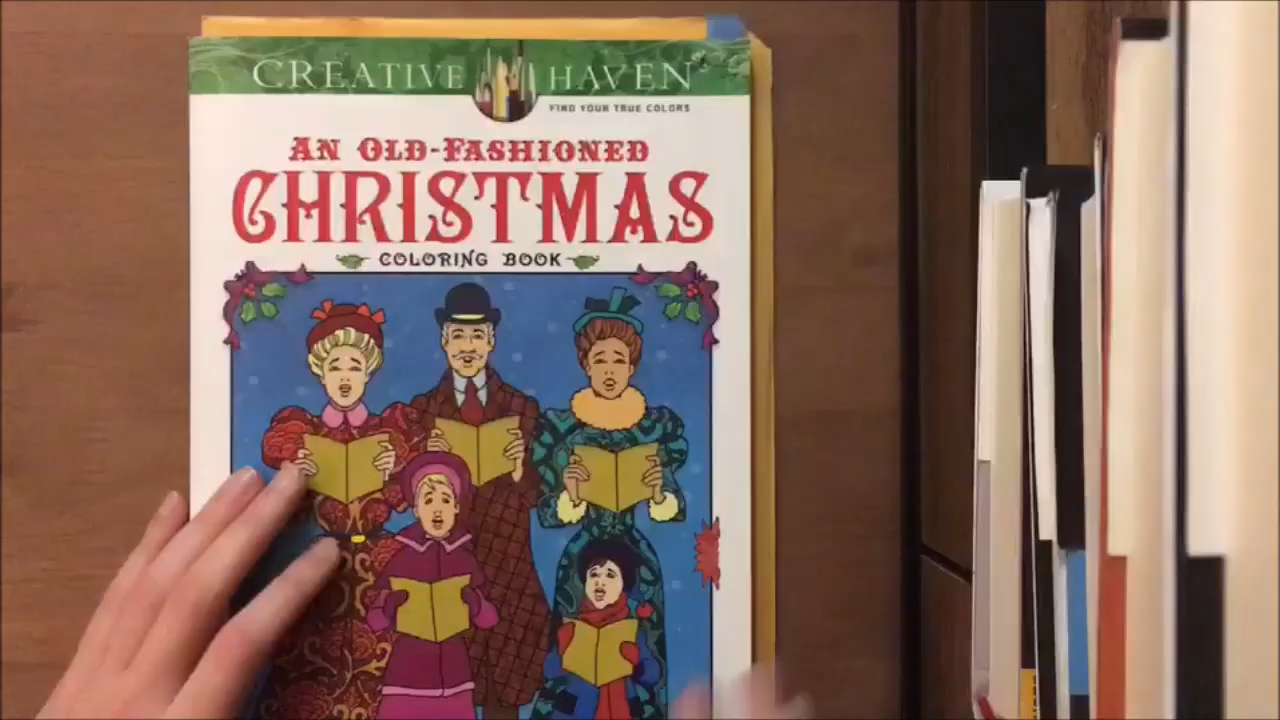 CREATIVE HAVEN
FIND YOUR TRUE COLORS
AN OLD-FASHIONED
CHRISTMAS
COLORING BOOK